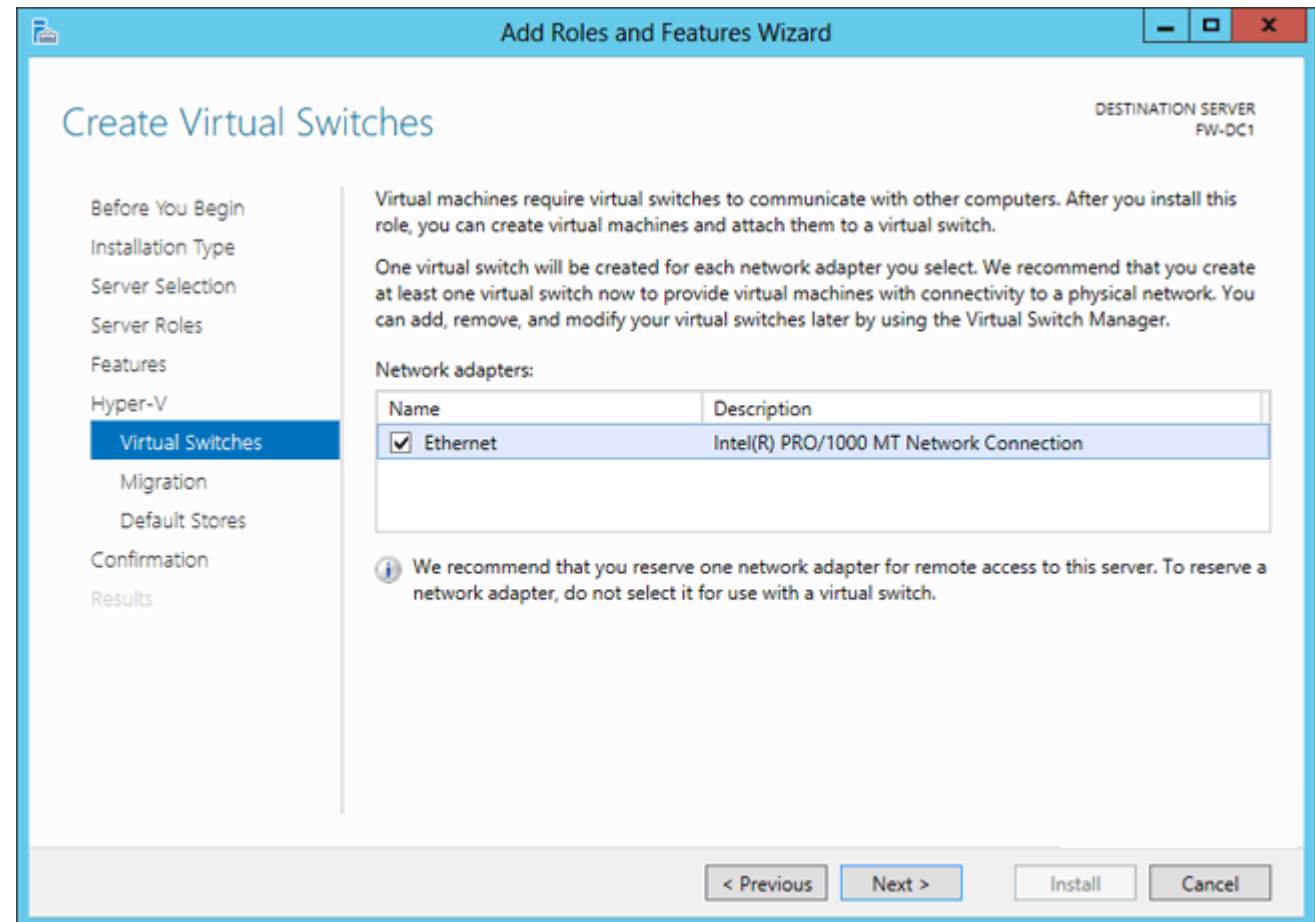 Add Roles and Features Wizard
Create Virtual Switches
DESTINATION SERVER
FW-DC1
Before You Begin
Installation Type
Server Selection
Server Roles
Features
Hyper-V
Virtual Switches
Migration
Default Stores
Confirmation
Results
Virtual machines require virtual switches to communicate with other computers. After you install this
role, you can create virtual machines and attach them to a virtual switch.
One virtual switch will be created for each network adapter you select. We recommend that you create
at least one virtual switch now to provide virtual machines with connectivity to a physical network. You
can add, remove, and modify your virtual switches later by using the Virtual Switch Manager.
Network adapters:
Name Description
Ethernet Intel(R) PRO/1000 MT Network Connection
We recommend that you reserve one network adapter for remote access to this server. To reserve a
network adapter, do not select it for use with a virtual switch.
< Previous Next > Install Cancel